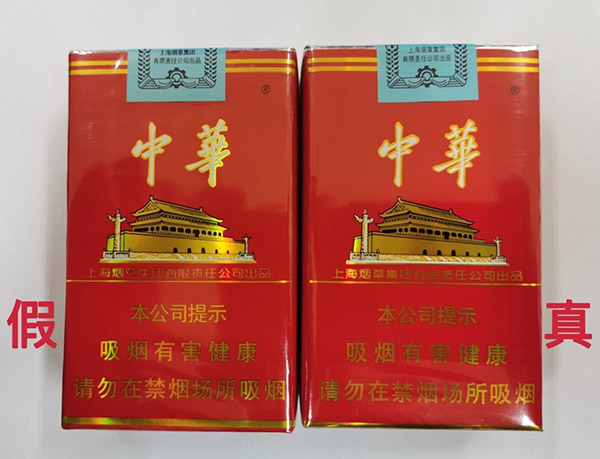 上海烟草集团
有限责任公司出品
®
中華
上海烟草集团有限责任公司出品
本公司提示
吸烟有害健康
请勿在禁烟场所吸烟
假
上海烟草集团
有限责任公司出品
®
中華
上海烟草集团有限责任公司出品
本公司提示
吸烟有害健康
请勿在禁烟场所吸烟
真